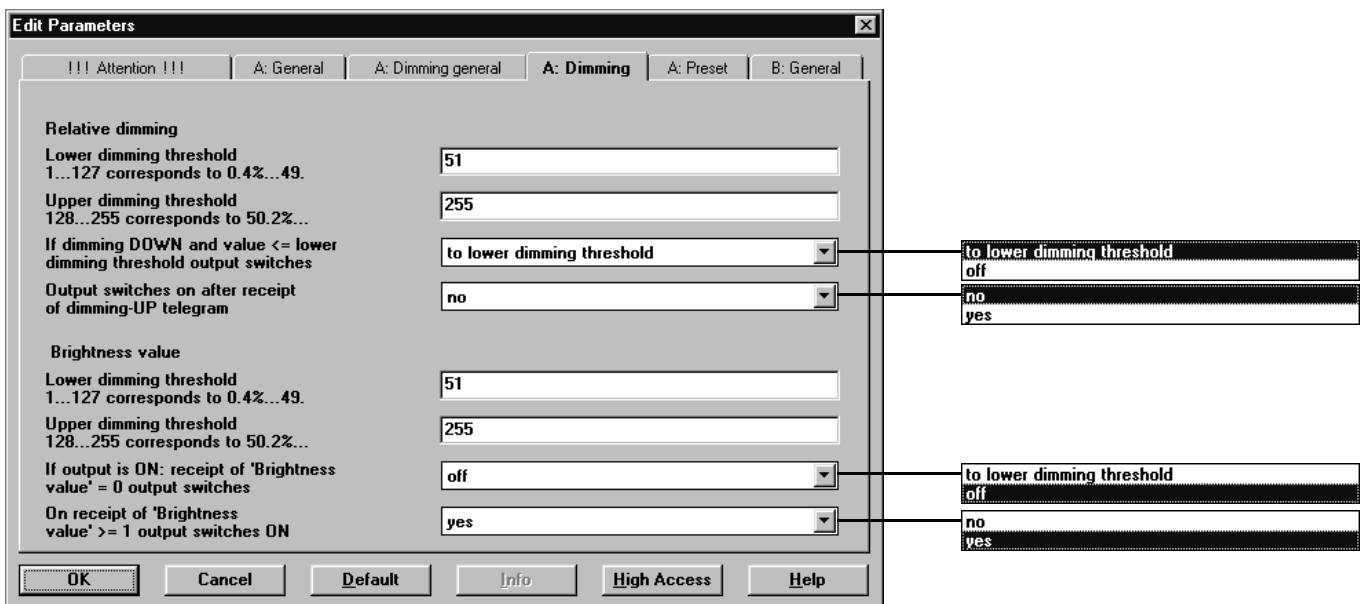 Edit Parameters
!!! Attention !!!
A: General
A: Dimming general
A: Dimming
A: Preset
B: General
Relative dimming
Lower dimming threshold
1...127 corresponds to 0.4%...49.
51
Upper dimming threshold
128...255 corresponds to 50.2%...
255
If dimming DOWN and value <= lower
dimming threshold output switches
to lower dimming threshold
to lower dimming threshold
off
Output switches on after receipt
of dimming-UP telegram
no
no
yes
Brightness value
Lower dimming threshold
1...127 corresponds to 0.4%...49.
51
Upper dimming threshold
128...255 corresponds to 50.2%...
255
If output is ON: receipt of 'Brightness
value' = 0 output switches
off
to lower dimming threshold
off
On receipt of 'Brightness
value' >= 1 output switches ON
yes
no
yes
OK
Cancel
Default
Info
High Access
Help